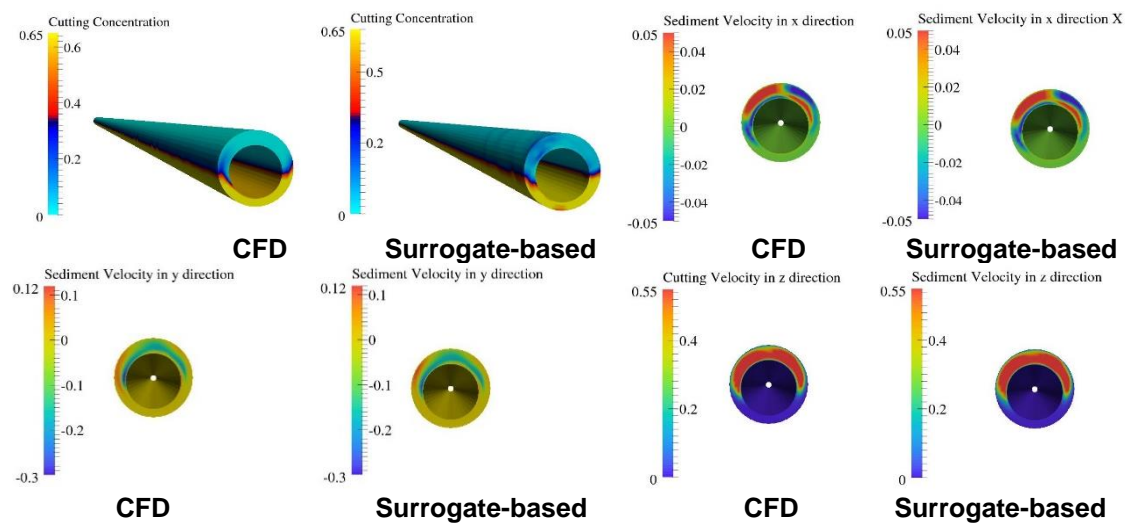 Cutting Concentration
0.65
0.6
0.4
0.2
0
CFD
Cutting Concentration
0.65
0.5
0.3
0.2
0
Surrogate-based
Sediment Velocity in x direction
0.05
0.04
0.02
0
-0.02
-0.04
-0.05
CFD
Sediment Velocity in x direction X
0.05
0.04
0.02
0
-0.02
-0.04
-0.05
Surrogate-based
Sediment Velocity in y direction
0.12
0.1
0
-0.1
-0.2
-0.3
CFD
Sediment Velocity in y direction
0.12
0.1
0
-0.1
-0.2
-0.3
Surrogate-based
Cutting Velocity in z direction
0.55
0.4
0.2
0
CFD
Sediment Velocity in z direction
0.55
0.4
0.2
0
Surrogate-based